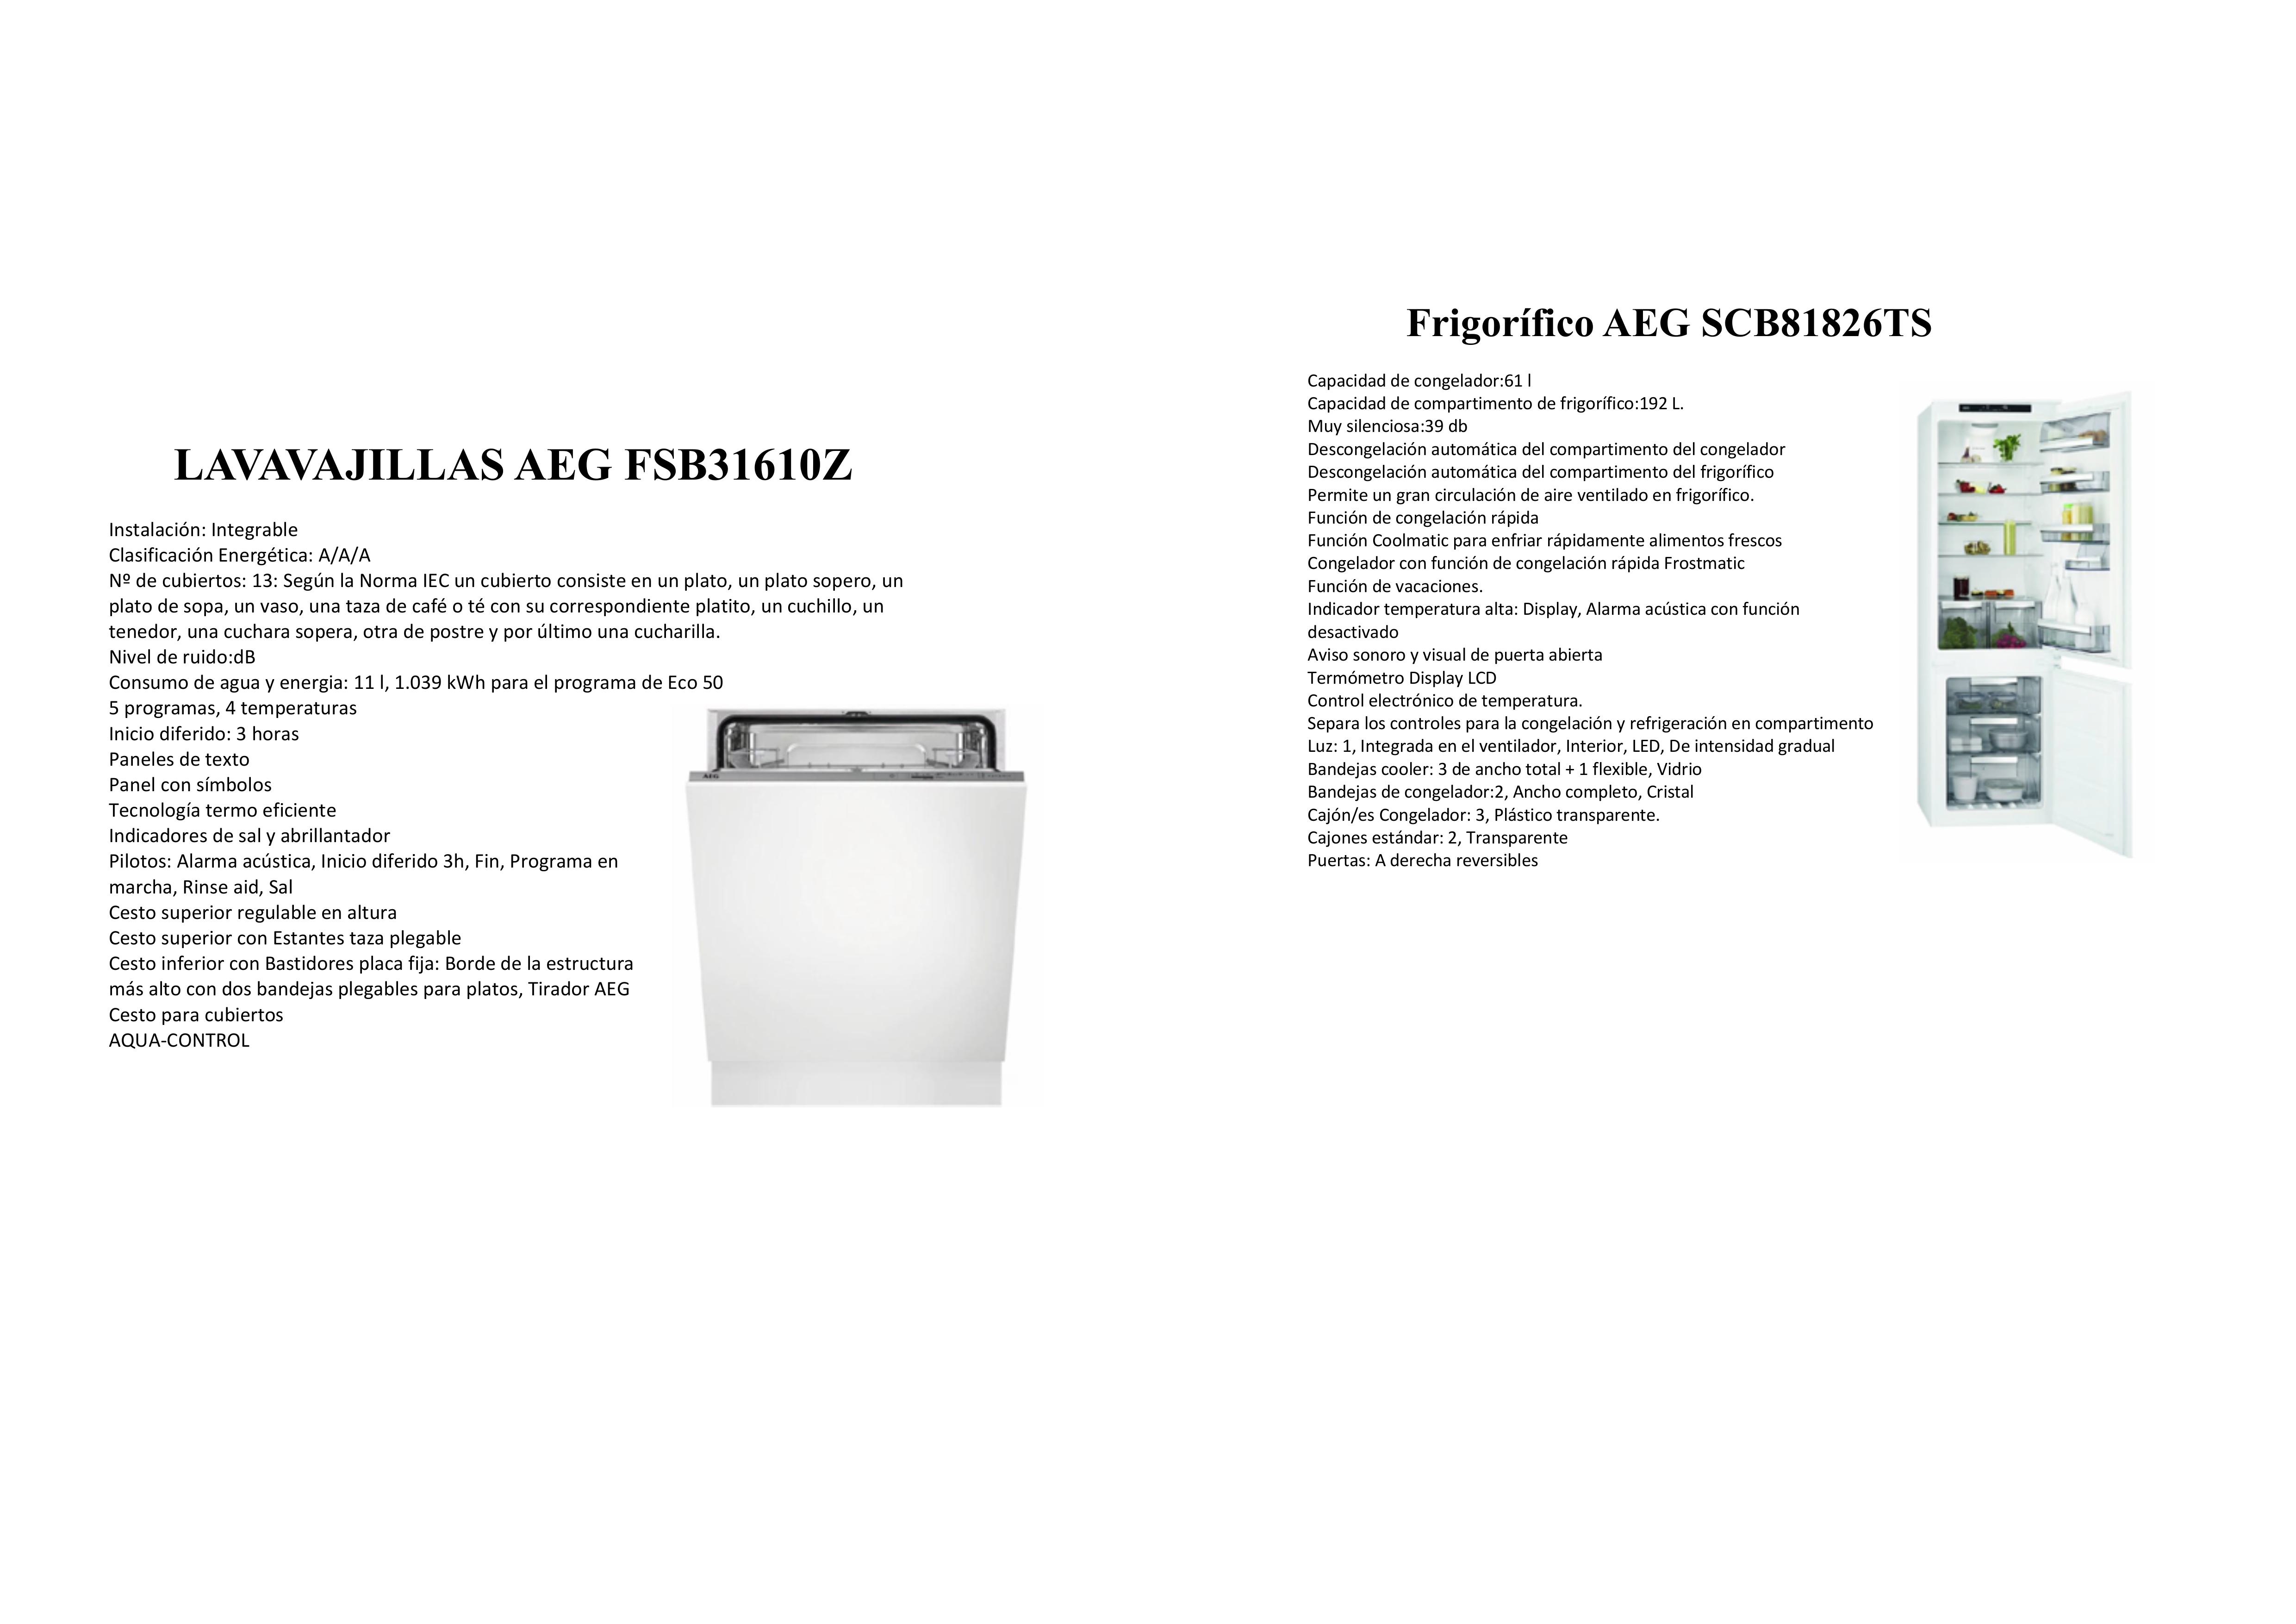 LAVAVAJILLAS AEG FSB31610Z
Instalación: Integrable
Clasificación Energética: A/A/A
Nº de cubiertos: 13: Según la Norma IEC un cubierto consiste en un plato, un plato sopero, un
plato de sopa, un vaso, una taza de café o té con su correspondiente platito, un cuchillo, un
tenedor, una cuchara sopera, otra de postre y por último una cucharilla.
Nivel de ruido:dB
Consumo de agua y energia: 11 l, 1.039 kWh para el programa de Eco 50
5 programas, 4 temperaturas
Inicio diferido: 3 horas
Paneles de texto
Panel con símbolos
Tecnología termo eficiente
Indicadores de sal y abrillantador
Pilotos: Alarma acústica, Inicio diferido 3h, Fin, Programa en
marcha, Rinse aid, Sal
Cesto superior regulable en altura
Cesto superior con Estantes taza plegable
Cesto inferior con Bastidores placa fija: Borde de la estructura
más alto con dos bandejas plegables para platos, Tirador AEG
Cesto para cubiertos
AQUA-CONTROL
AEG
Frigorífico AEG SCB81826TS
Capacidad de congelador:61 l
Capacidad de compartimento de frigorífico:192 L.
Muy silenciosa:39 db
Descongelación automática del compartimento del congelador
Descongelación automática del compartimento del frigorífico
Permite un gran circulación de aire ventilado en frigorífico.
Función de congelación rápida
Función Coolmatic para enfriar rápidamente alimentos frescos
Congelador con función de congelación rápida Frostmatic
Función de vacaciones.
Indicador temperatura alta: Display, Alarma acústica con función
desactivado
Aviso sonoro y visual de puerta abierta
Termómetro Display LCD
Control electrónico de temperatura.
Separa los controles para la congelación y refrigeración en compartimento
Luz: 1, Integrada en el ventilador, Interior, LED, De intensidad gradual
Bandejas cooler: 3 de ancho total + 1 flexible, Vidrio
Bandejas de congelador:2, Ancho completo, Cristal
Cajón/es Congelador: 3, Plástico transparente.
Cajones estándar: 2, Transparente
Puertas: A derecha reversibles